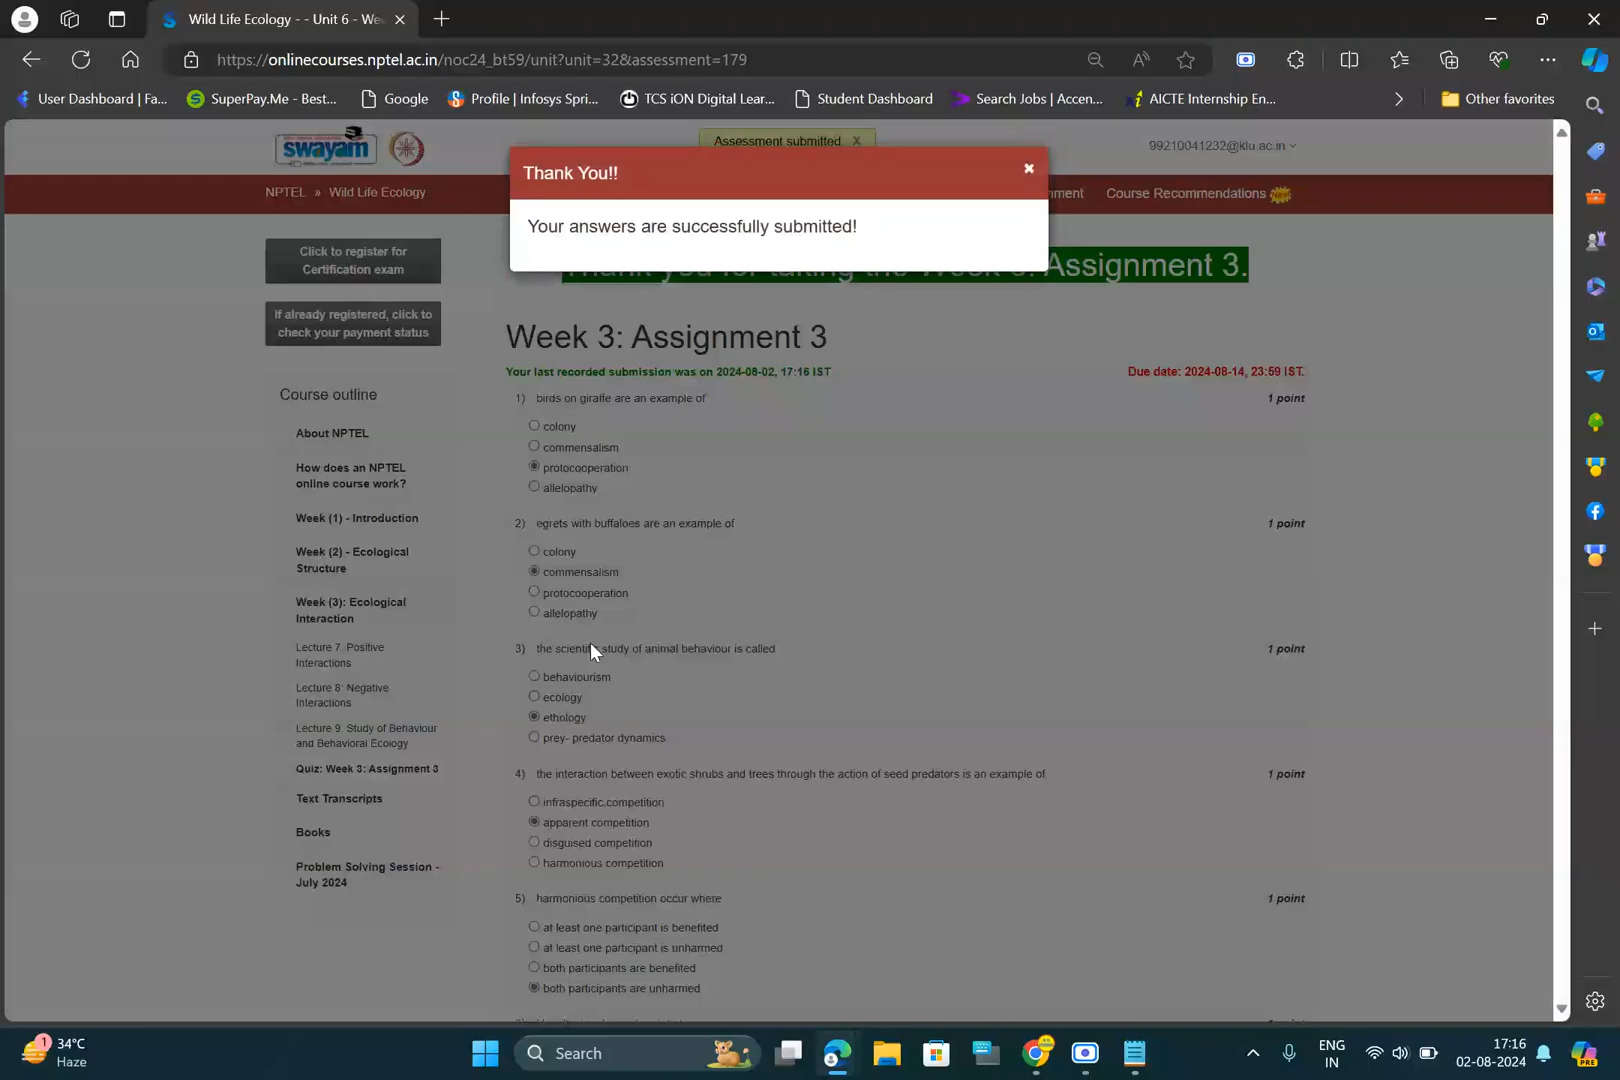 Wild Life Ecology - - Unit 6 - We
https://onlinecourses.nptel.ac.in/noc24_bt59/unit?unit=32&assessment=179
User Dashboard | Fa...
SuperPay.Me - Best...
Google
Profile | Infosys Spri...
TCS iON Digital Lear...
Student Dashboard
Search Jobs | Accen...
AICTE Internship En...
Other favorites
swayam
Assessment submitted.
X
99210041232@klu.ac.in
Thank You!!
NPTEL » Wild Life Ecology
Course Recommendations
Your answers are successfully submitted!
Click to register for
Certification exam
Assignment 3.
If already registered, click to
check your payment status
Week 3: Assignment 3
Your last recorded submission was on 2024-08-02, 17:16 IST
Due date: 2024-08-14, 23:59 IST.
Course outline
About NPTEL
How does an NPTEL
online course work?
Week (1) - Introduction
Week (2) - Ecological
Structure
Week (3): Ecological
Interaction
Lecture 7: Positive
Interactions
Lecture 8: Negative
Interactions
Lecture 9: Study of Behaviour
and Behavioral Ecology
Quiz: Week 3: Assignment 3
Text Transcripts
Books
Problem Solving Session -
July 2024
1) birds on giraffe are an example of
1 point
colony
commensalism
protocooperation
allelopathy
2) egrets with buffaloes are an example of
1 point
colony
commensalism
protocooperation
allelopathy
3) the scientific study of animal behaviour is called
1 point
behaviourism
ecology
ethology
prey- predator dynamics
4) the interaction between exotic shrubs and trees through the action of seed predators is an example of
1 point
infraspecific competition
apparent competition
disguised competition
harmonious competition
5) harmonious competition occur where
1 point
at least one participant is benefited
at least one participant is unharmed
both participants are benefited
both participants are unharmed
1
34°C
Haze
Search
ENG
IN
17:16
02-08-2024
PRE